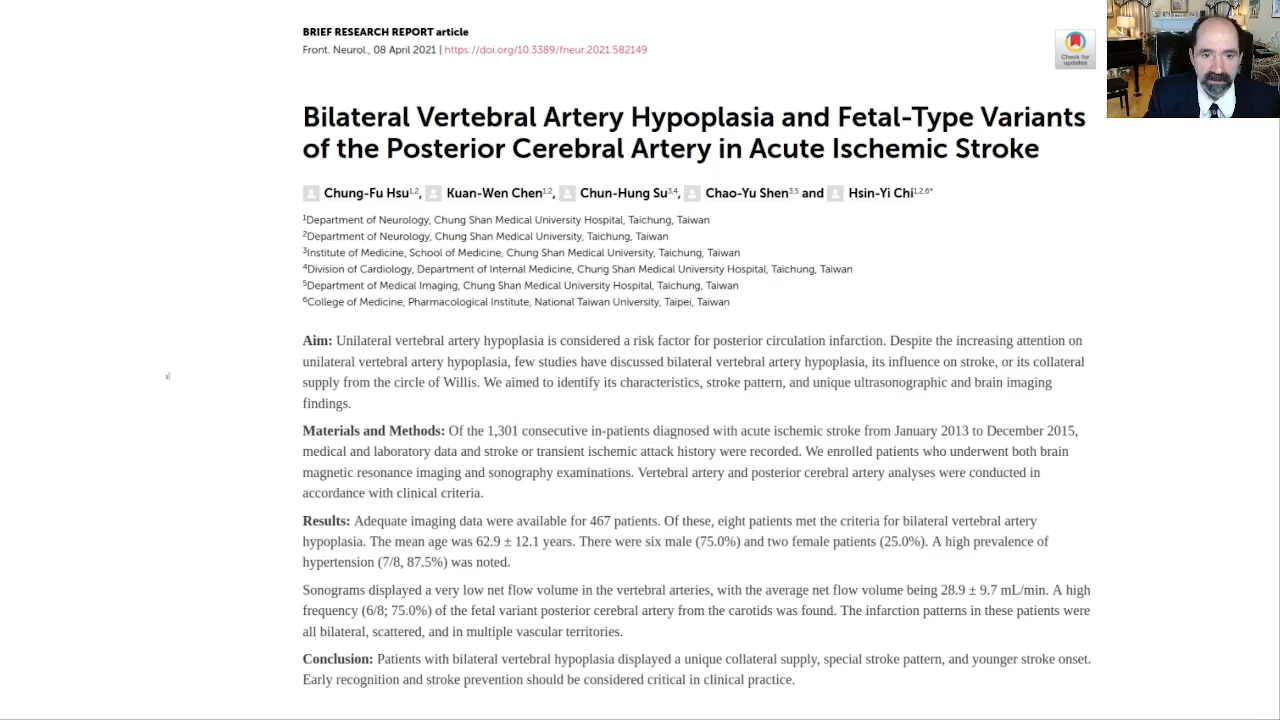 BRIEF RESEARCH REPORT article
Front. Neurol., 08 April 2021 | https://doi.org/10.3389/fneur.2021.582149
Check for
updates
Bilateral Vertebral Artery Hypoplasia and Fetal-Type Variants
of the Posterior Cerebral Artery in Acute Ischemic Stroke
Chung-Fu Hsu1,2, Kuan-Wen Chen1,2, Chun-Hung Su3,4, Chao-Yu Shen3,5 and Hsin-Yi Chi1,2,6*
1Department of Neurology, Chung Shan Medical University Hospital, Taichung, Taiwan
2Department of Neurology, Chung Shan Medical University, Taichung, Taiwan
3Institute of Medicine, School of Medicine, Chung Shan Medical University, Taichung, Taiwan
4Division of Cardiology, Department of Internal Medicine, Chung Shan Medical University Hospital, Taichung, Taiwan
5Department of Medical Imaging, Chung Shan Medical University Hospital, Taichung, Taiwan
6College of Medicine, Pharmacological Institute, National Taiwan University, Taipei, Taiwan
Aim: Unilateral vertebral artery hypoplasia is considered a risk factor for posterior circulation infarction. Despite the increasing attention on
unilateral vertebral artery hypoplasia, few studies have discussed bilateral vertebral artery hypoplasia, its influence on stroke, or its collateral
supply from the circle of Willis. We aimed to identify its characteristics, stroke pattern, and unique ultrasonographic and brain imaging
findings.
Materials and Methods: Of the 1,301 consecutive in-patients diagnosed with acute ischemic stroke from January 2013 to December 2015,
medical and laboratory data and stroke or transient ischemic attack history were recorded. We enrolled patients who underwent both brain
magnetic resonance imaging and sonography examinations. Vertebral artery and posterior cerebral artery analyses were conducted in
accordance with clinical criteria.
Results: Adequate imaging data were available for 467 patients. Of these, eight patients met the criteria for bilateral vertebral artery
hypoplasia. The mean age was 62.9 ± 12.1 years. There were six male (75.0%) and two female patients (25.0%). A high prevalence of
hypertension (7/8, 87.5%) was noted.
Sonograms displayed a very low net flow volume in the vertebral arteries, with the average net flow volume being 28.9 ± 9.7 mL/min. A high
frequency (6/8; 75.0%) of the fetal variant posterior cerebral artery from the carotids was found. The infarction patterns in these patients were
all bilateral, scattered, and in multiple vascular territories.
Conclusion: Patients with bilateral vertebral hypoplasia displayed a unique collateral supply, special stroke pattern, and younger stroke onset.
Early recognition and stroke prevention should be considered critical in clinical practice.